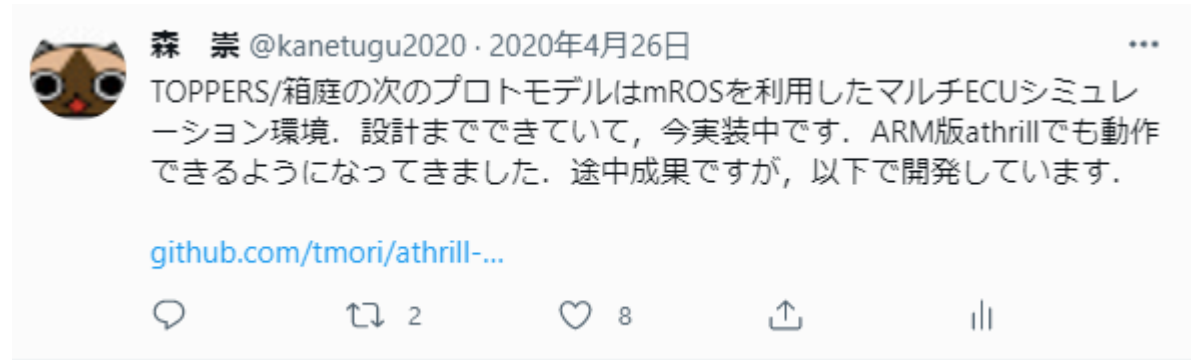 森　崇 @kanetugu2020 · 2020年4月26日
TOPPERS/箱庭の次のプロトモデルはmROSを利用したマルチECUシミュレ
ーション環境．設計までできていて，今実装中です．ARM版athrillでも動作
できるようになってきました．途中成果ですが，以下で開発しています．
github.com/tmori/athrill-...
2 8